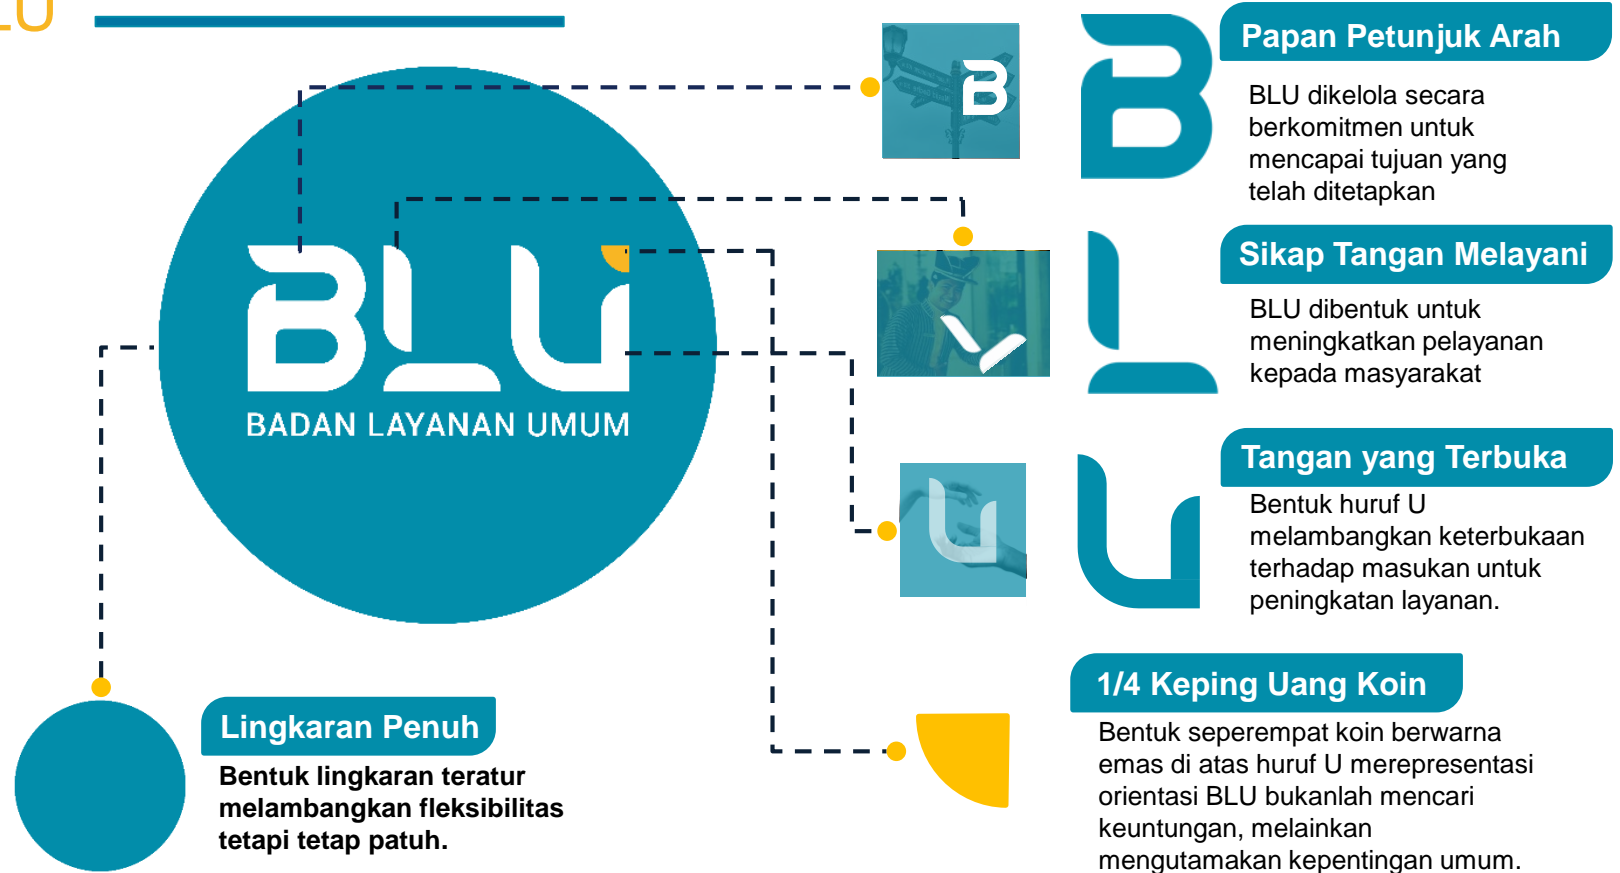 LU
BLU
BADAN LAYANAN UMUM
Papan Petunjuk Arah
BLU dikelola secara
berkomitmen untuk
mencapai tujuan yang
telah ditetapkan
Sikap Tangan Melayani
BLU dibentuk untuk
meningkatkan pelayanan
kepada masyarakat
Tangan yang Terbuka
Bentuk huruf U
melambangkan keterbukaan
terhadap masukan untuk
peningkatan layanan.
1/4 Keping Uang Koin
Bentuk seperempat koin berwarna
emas di atas huruf U merepresentasi
orientasi BLU bukanlah mencari
keuntungan, melainkan
mengutamakan kepentingan umum.
Lingkaran Penuh
Bentuk lingkaran teratur
melambangkan fleksibilitas
tetapi tetap patuh.
B
B
L
U
U